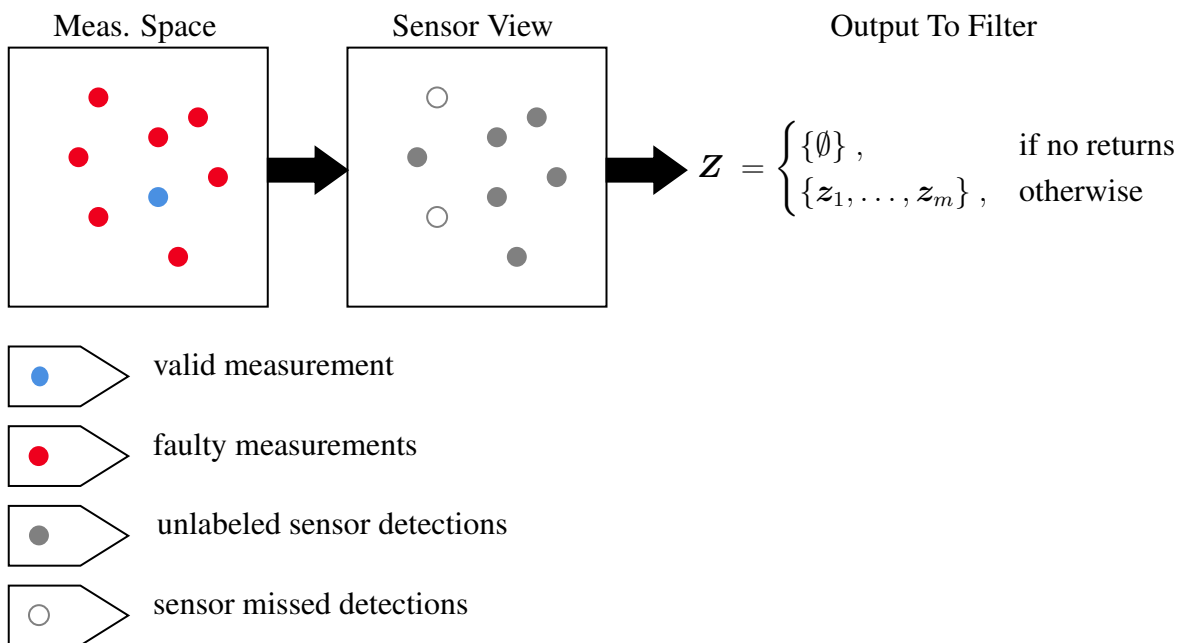 Meas. Space Sensor View Output To Filter
Z = { {∅} , if no returns
{z₁, . . . , zₘ} , otherwise
valid measurement
faulty measurements
unlabeled sensor detections
sensor missed detections